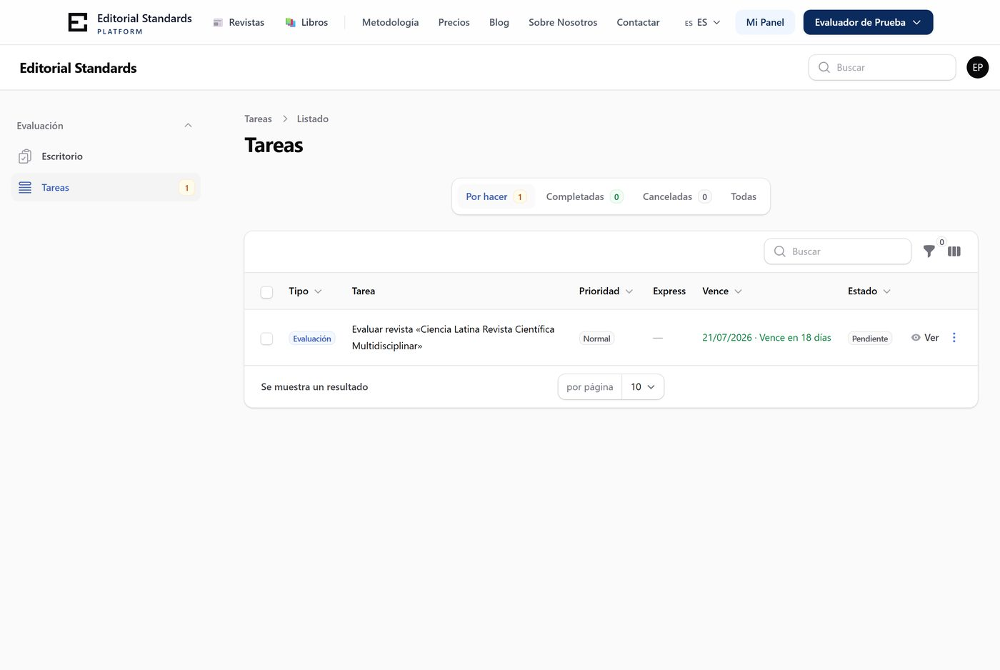 Editorial Standards
PLATFORM
Revistas
Libros
Metodología
Precios
Blog
Sobre Nosotros
Contactar
ES ES
Mi Panel
Evaluador de Prueba
Editorial Standards
Buscar
EP
Evaluación
Escritorio
Tareas 1
Tareas > Listado
Tareas
Por hacer 1
Completadas 0
Canceladas 0
Todas
Buscar
0
Tipo Tarea Prioridad Express Vence Estado
Evaluación
Evaluar revista «Ciencia Latina Revista Científica
Multidisciplinar»
Normal
—
21/07/2026 · Vence en 18 días
Pendiente
Ver
Se muestra un resultado
por página 10